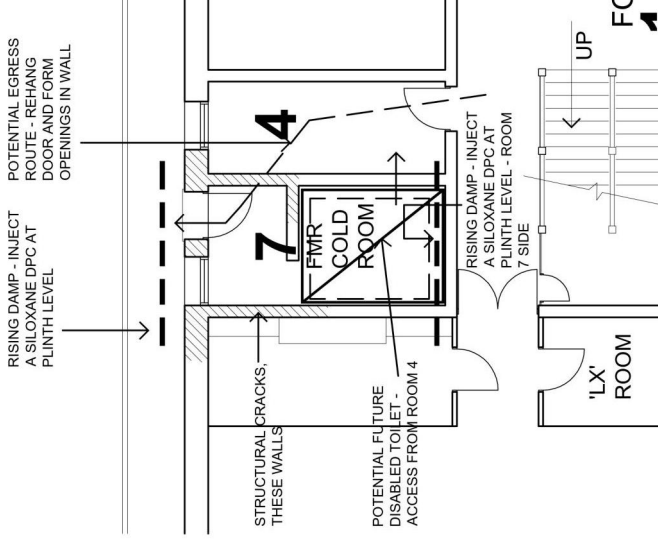 RISING DAMP - INJECT
A SILOXANE DPC AT
PLINTH LEVEL
POTENTIAL EGRESS
ROUTE - REHANG
DOOR AND FORM
OPENINGS IN WALL
STRUCTURAL CRACKS,
THESE WALLS
7
4
FMR
COLD
ROOM
POTENTIAL FUTURE
DISABLED TOILET -
ACCESS FROM ROOM 4
RISING DAMP - INJECT
A SILOXANE DPC AT
PLINTH LEVEL - ROOM
7 SIDE
UP
'LX'
ROOM
FO
1